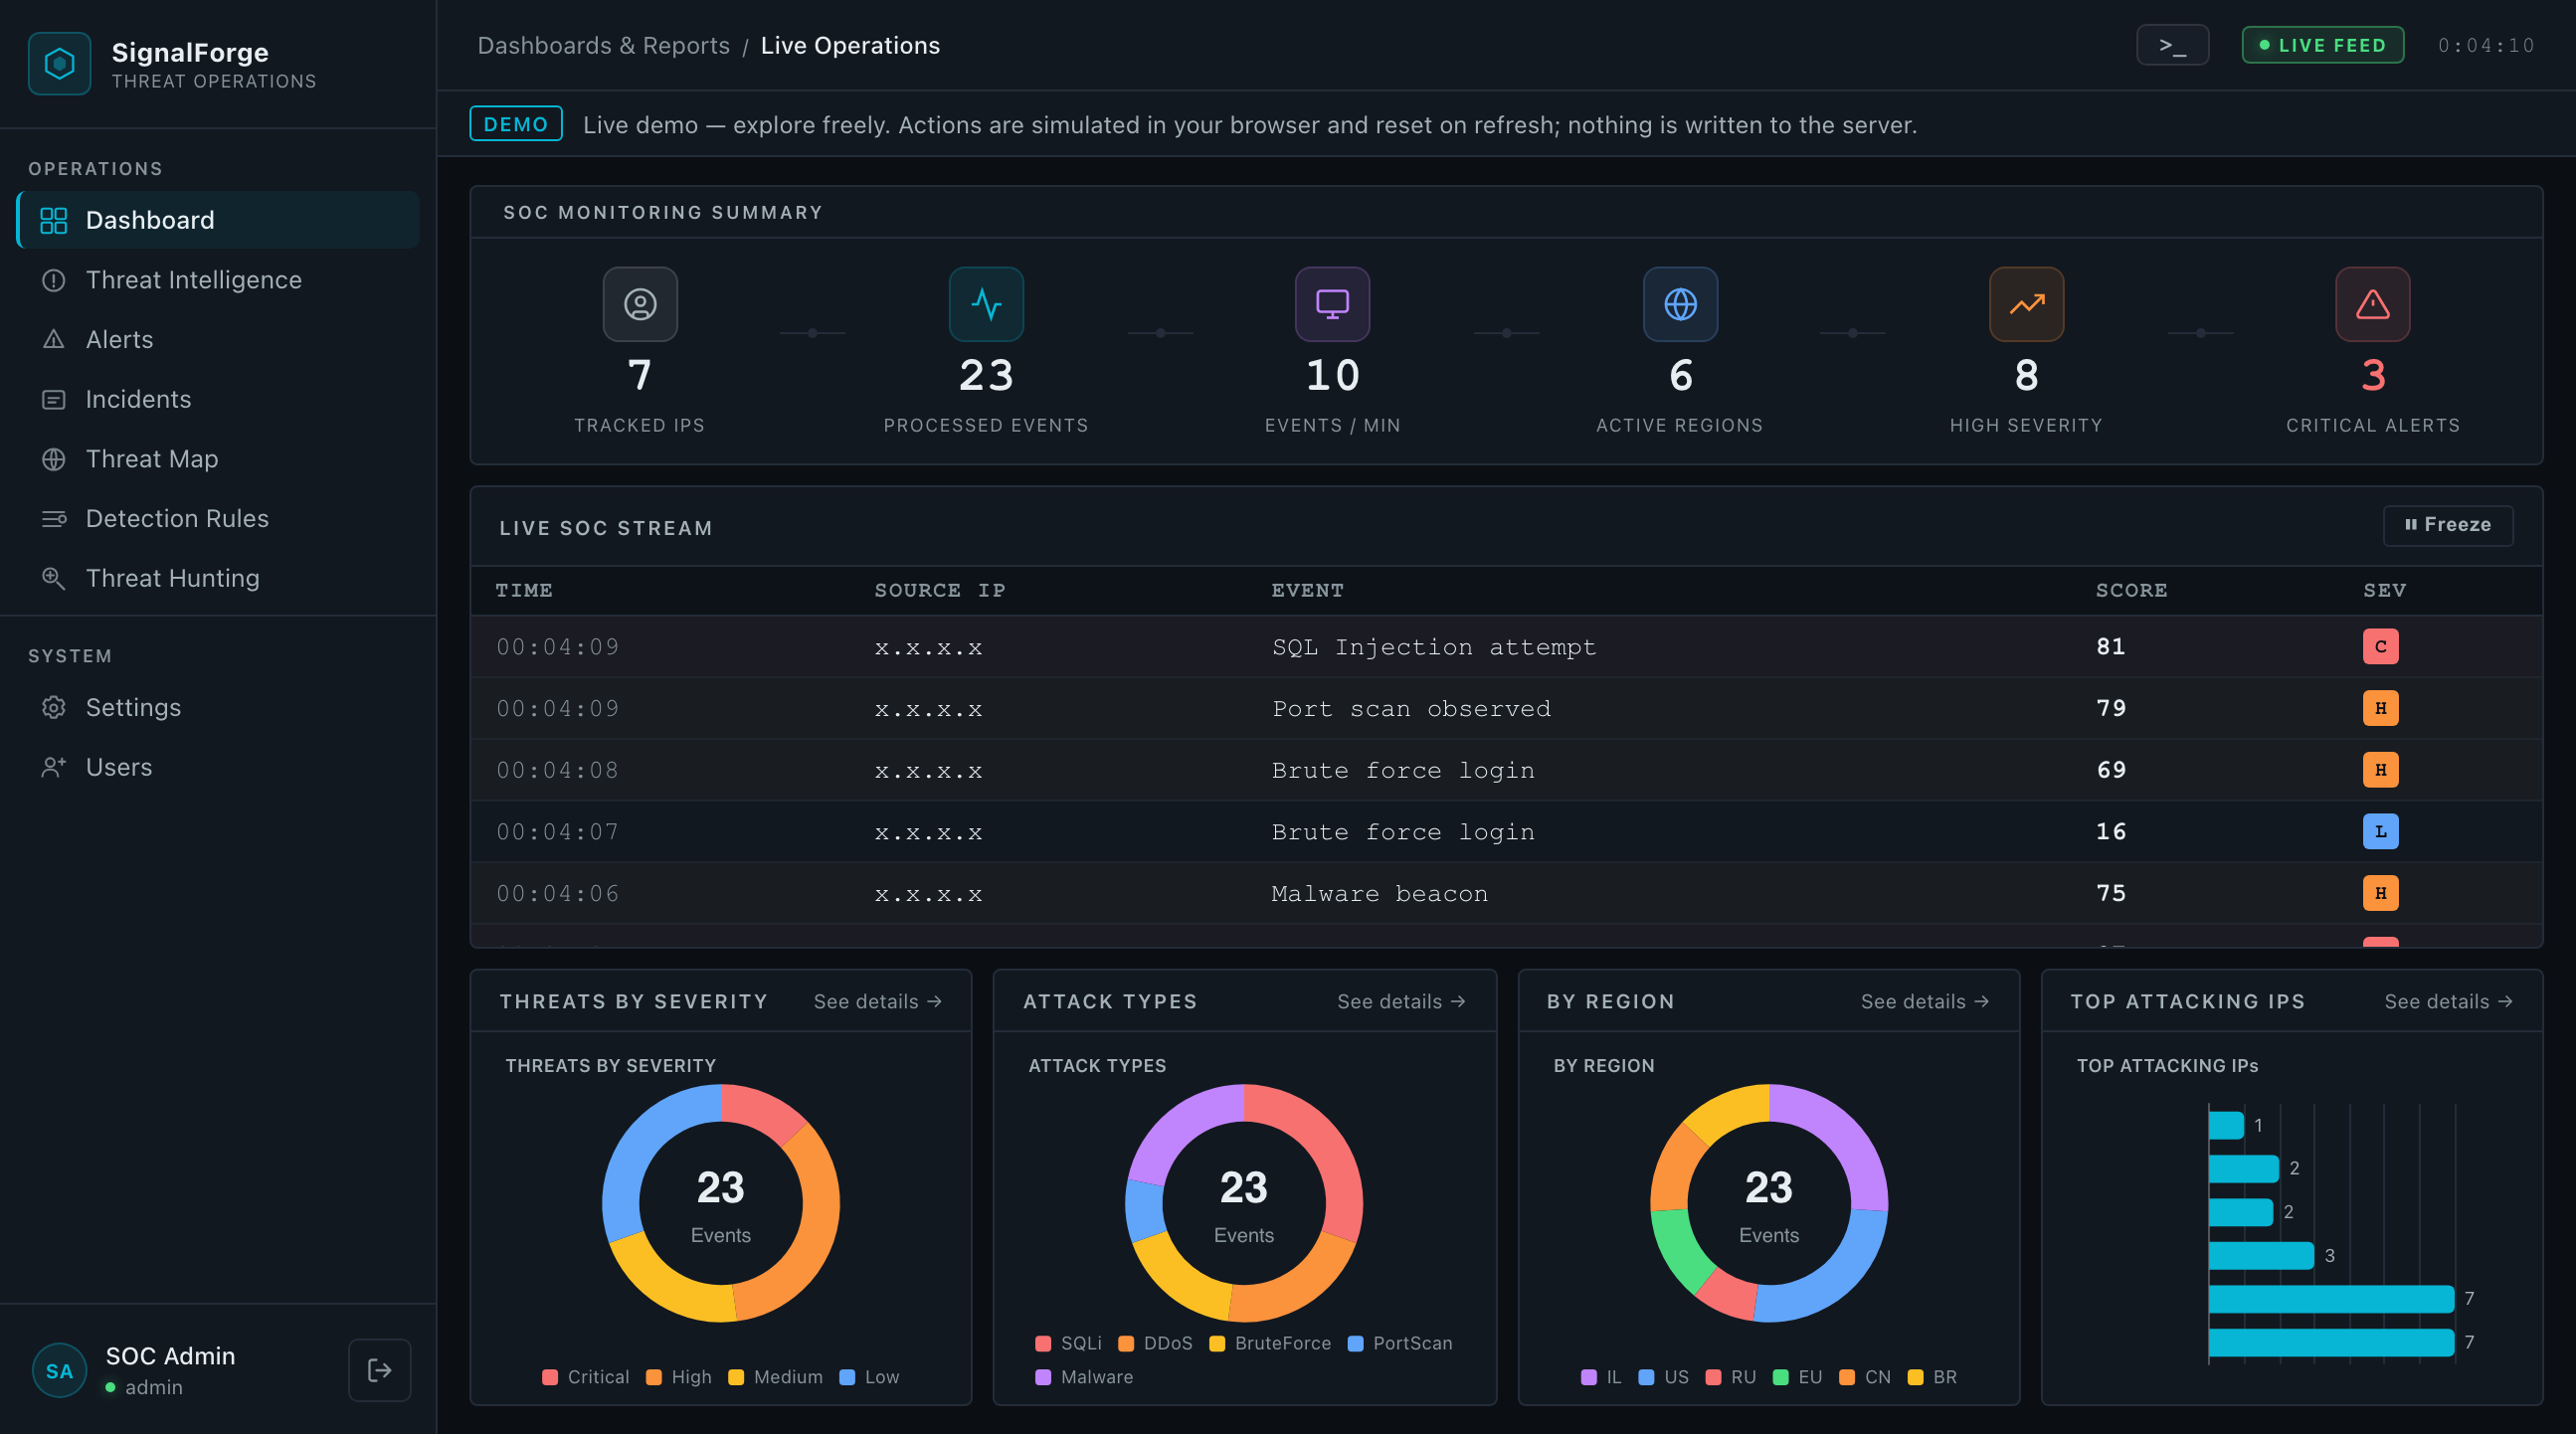 SignalForge
THREAT OPERATIONS
OPERATIONS
Dashboard
Threat Intelligence
Alerts
Incidents
Threat Map
Detection Rules
Threat Hunting
SYSTEM
Settings
Users
SA
SOC Admin
admin
Dashboards & Reports / Live Operations
>_
LIVE FEED
0:04:10
DEMO Live demo — explore freely. Actions are simulated in your browser and reset on refresh; nothing is written to the server.
SOC MONITORING SUMMARY
7
TRACKED IPS
23
PROCESSED EVENTS
10
EVENTS / MIN
6
ACTIVE REGIONS
8
HIGH SEVERITY
3
CRITICAL ALERTS
LIVE SOC STREAM
Freeze
TIME SOURCE IP EVENT SCORE SEV
00:04:09 x.x.x.x SQL Injection attempt 81 C
00:04:09 x.x.x.x Port scan observed 79 H
00:04:08 x.x.x.x Brute force login 69 H
00:04:07 x.x.x.x Brute force login 16 L
00:04:06 x.x.x.x Malware beacon 75 H
THREATS BY SEVERITY See details →
THREATS BY SEVERITY
23
Events
Critical High Medium Low
ATTACK TYPES See details →
ATTACK TYPES
23
Events
SQLi DDoS BruteForce PortScan
Malware
BY REGION See details →
BY REGION
23
Events
IL US RU EU CN BR
TOP ATTACKING IPS See details →
TOP ATTACKING IPs
1
2
2
3
7
7